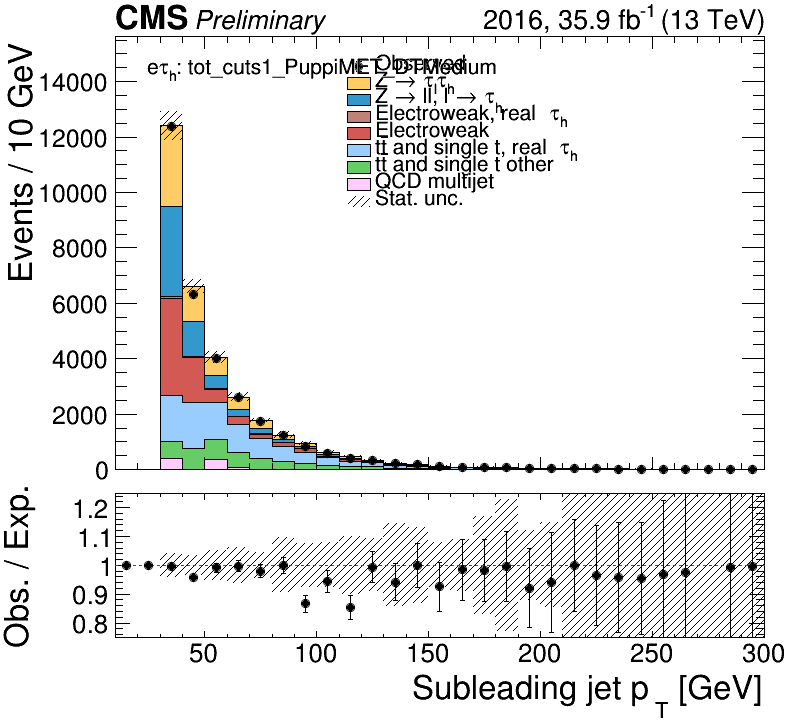 CMS Preliminary 2016, 35.9 fb⁻¹ (13 TeV)
Events / 10 GeV
14000
12000
10000
8000
6000
4000
2000
0
eτh: tot_cuts1_PuppiMET_DTMedium
Observed
Z → ττh
Z → ll, l → τh
Electroweak, real τh
Electroweak
tt̄ and single t, real τh
tt̄ and single t other
QCD multijet
Stat. unc.
Obs. / Exp.
1.2
1.1
1
0.9
0.8
50 100 150 200 250 300
Subleading jet pT [GeV]